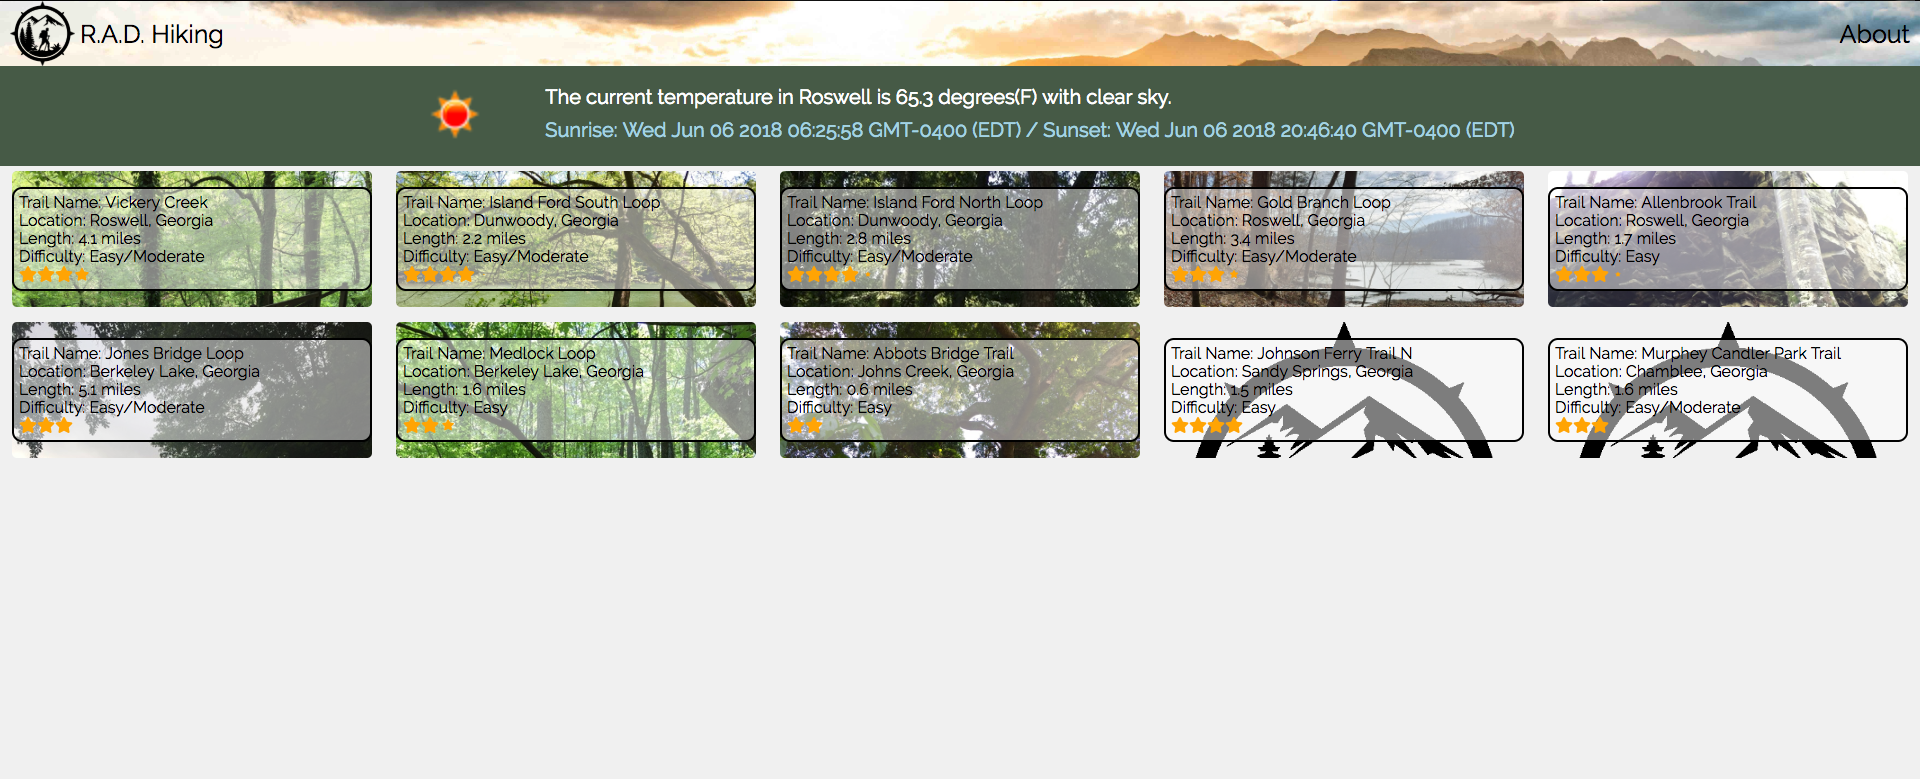 R.A.D. Hiking
About
The current temperature in Roswell is 65.3 degrees(F) with clear sky.
Sunrise: Wed Jun 06 2018 06:25:58 GMT-0400 (EDT) / Sunset: Wed Jun 06 2018 20:46:40 GMT-0400 (EDT)
Trail Name: Vickery Creek
Location: Roswell, Georgia
Length: 4.1 miles
Difficulty: Easy/Moderate
Trail Name: Island Ford South Loop
Location: Dunwoody, Georgia
Length: 2.2 miles
Difficulty: Easy/Moderate
Trail Name: Island Ford North Loop
Location: Dunwoody, Georgia
Length: 2.8 miles
Difficulty: Easy/Moderate
Trail Name: Gold Branch Loop
Location: Roswell, Georgia
Length: 3.4 miles
Difficulty: Easy/Moderate
Trail Name: Allenbrook Trail
Location: Roswell, Georgia
Length: 1.7 miles
Difficulty: Easy
Trail Name: Jones Bridge Loop
Location: Berkeley Lake, Georgia
Length: 5.1 miles
Difficulty: Easy/Moderate
Trail Name: Medlock Loop
Location: Berkeley Lake, Georgia
Length: 1.6 miles
Difficulty: Easy
Trail Name: Abbots Bridge Trail
Location: Johns Creek, Georgia
Length: 0.6 miles
Difficulty: Easy
Trail Name: Johnson Ferry Trail N
Location: Sandy Springs, Georgia
Length: 1.5 miles
Difficulty: Easy
Trail Name: Murphey Candler Park Trail
Location: Chamblee, Georgia
Length: 1.6 miles
Difficulty: Easy/Moderate